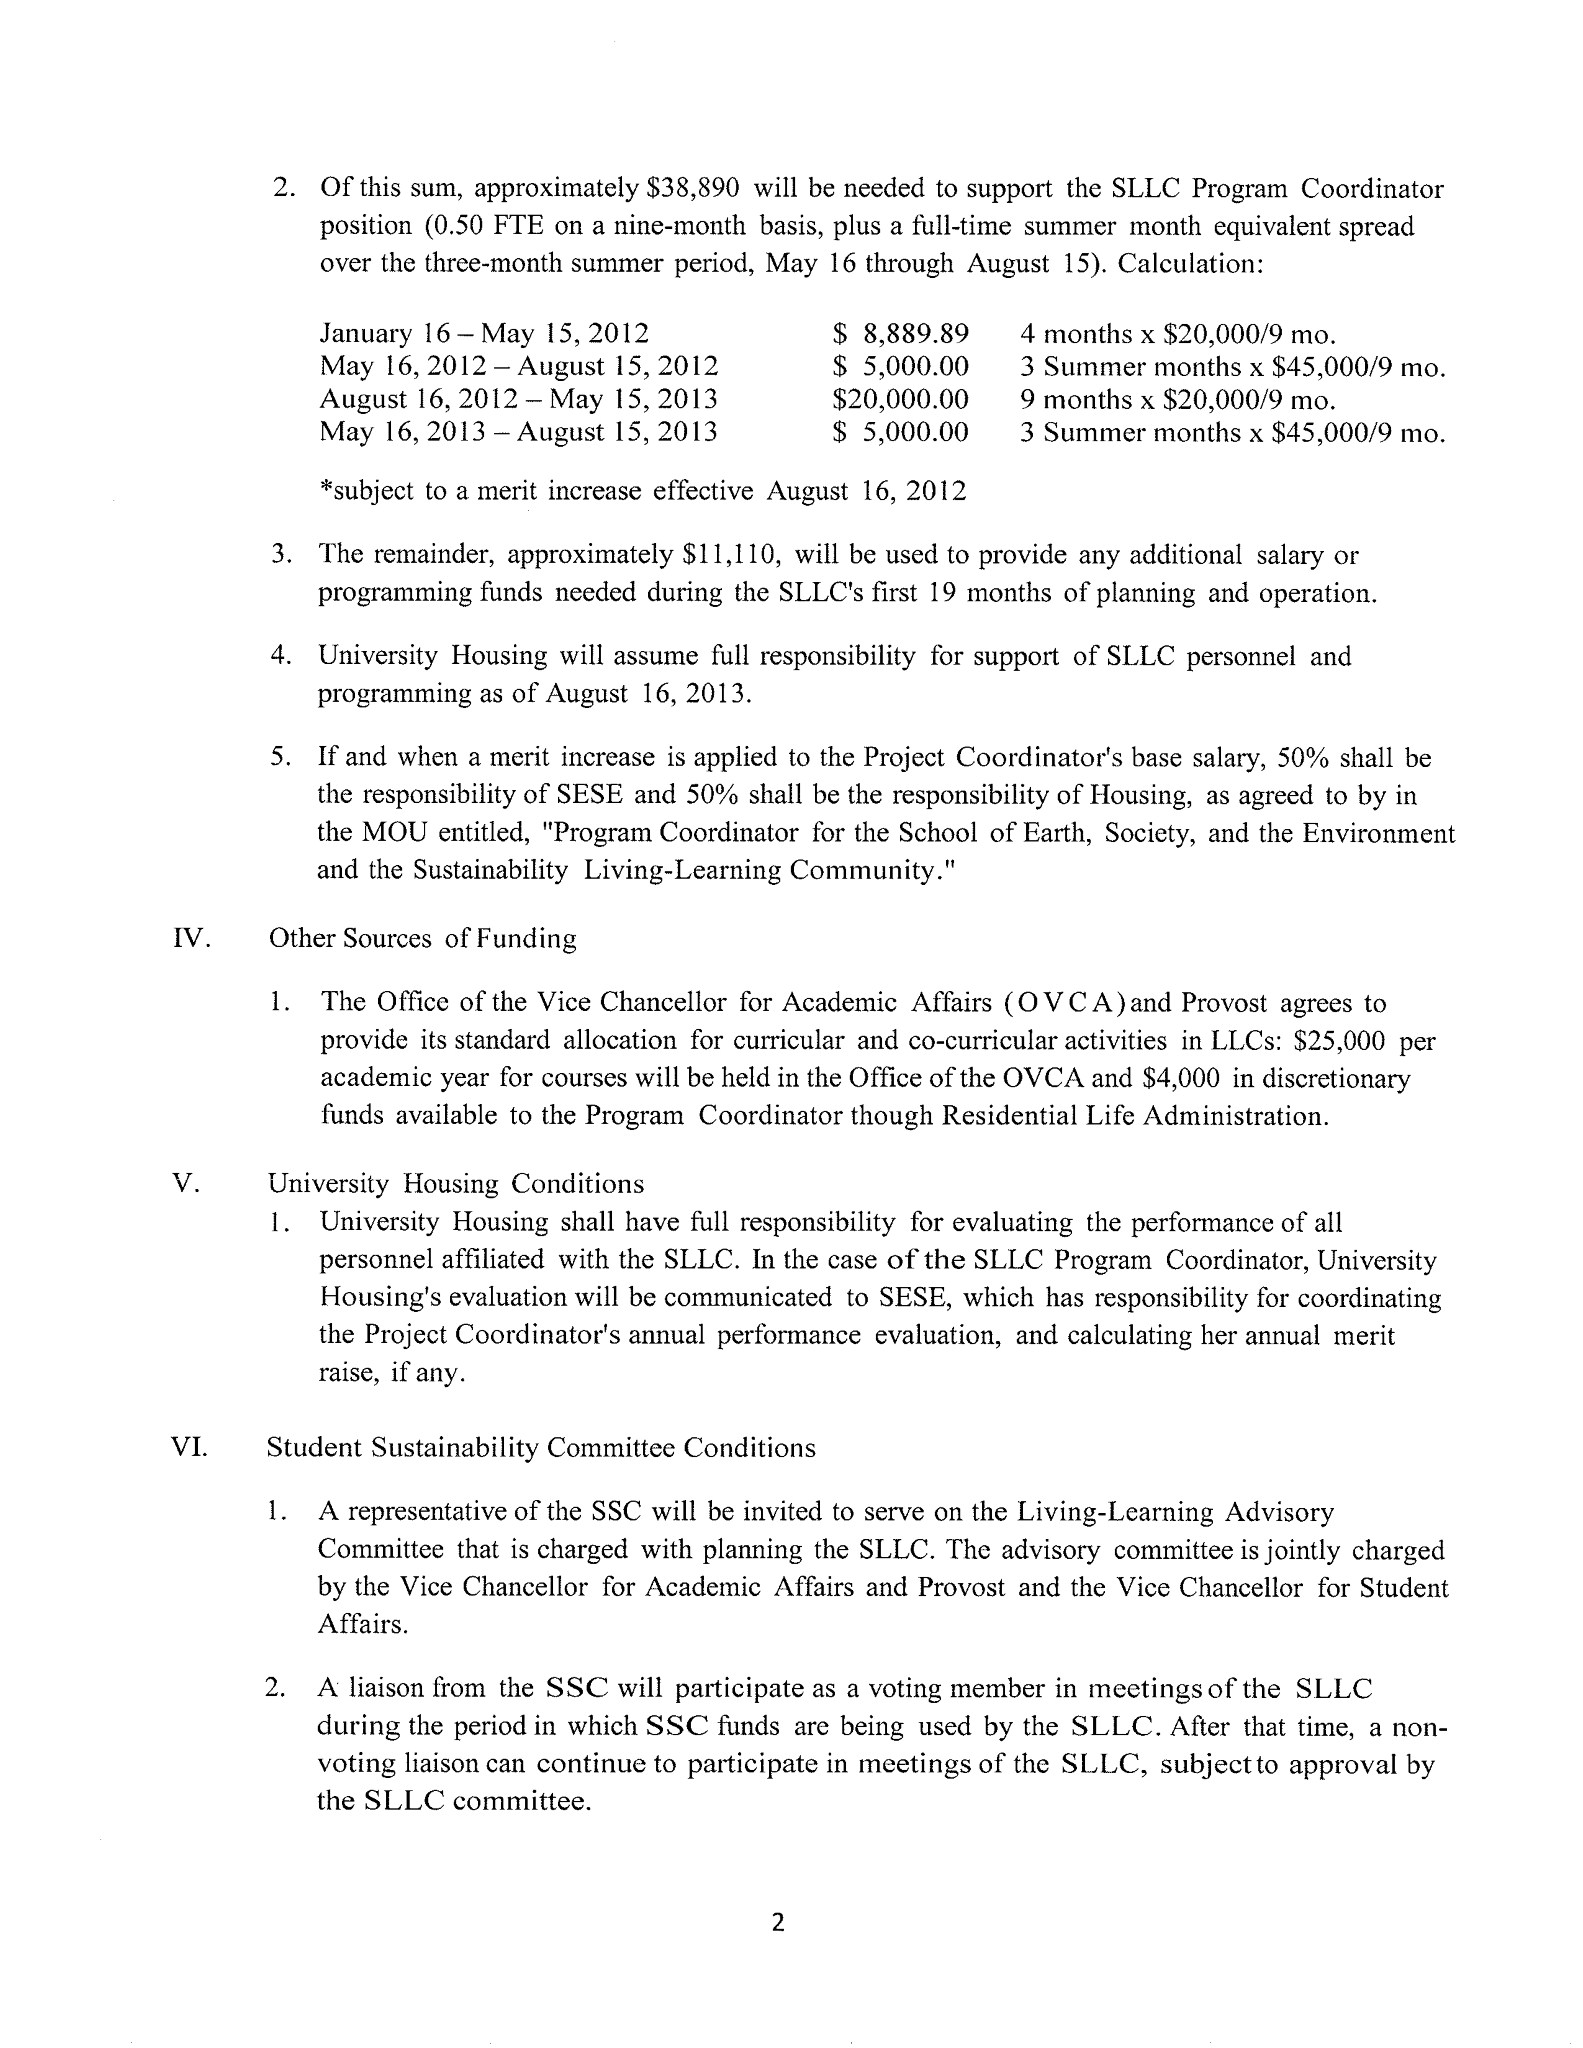 2. Of this sum, approximately $38,890 will be needed to support the SLLC Program Coordinator
position (0.50 FTE on a nine-month basis, plus a full-time summer month equivalent spread
over the three-month summer period, May 16 through August 15). Calculation:
January 16 – May 15, 2012 $ 8,889.89 4 months x $20,000/9 mo.
May 16, 2012 – August 15, 2012 $ 5,000.00 3 Summer months x $45,000/9 mo.
August 16, 2012 – May 15, 2013 $20,000.00 9 months x $20,000/9 mo.
May 16, 2013 – August 15, 2013 $ 5,000.00 3 Summer months x $45,000/9 mo.
*subject to a merit increase effective August 16, 2012
3. The remainder, approximately $11,110, will be used to provide any additional salary or
programming funds needed during the SLLC's first 19 months of planning and operation.
4. University Housing will assume full responsibility for support of SLLC personnel and
programming as of August 16, 2013.
5. If and when a merit increase is applied to the Project Coordinator's base salary, 50% shall be
the responsibility of SESE and 50% shall be the responsibility of Housing, as agreed to by in
the MOU entitled, "Program Coordinator for the School of Earth, Society, and the Environment
and the Sustainability Living-Learning Community."
IV. Other Sources of Funding
1. The Office of the Vice Chancellor for Academic Affairs (OVCA) and Provost agrees to
provide its standard allocation for curricular and co-curricular activities in LLCs: $25,000 per
academic year for courses will be held in the Office of the OVCA and $4,000 in discretionary
funds available to the Program Coordinator though Residential Life Administration.
V. University Housing Conditions
1. University Housing shall have full responsibility for evaluating the performance of all
personnel affiliated with the SLLC. In the case of the SLLC Program Coordinator, University
Housing's evaluation will be communicated to SESE, which has responsibility for coordinating
the Project Coordinator's annual performance evaluation, and calculating her annual merit
raise, if any.
VI. Student Sustainability Committee Conditions
1. A representative of the SSC will be invited to serve on the Living-Learning Advisory
Committee that is charged with planning the SLLC. The advisory committee is jointly charged
by the Vice Chancellor for Academic Affairs and Provost and the Vice Chancellor for Student
Affairs.
2. A liaison from the SSC will participate as a voting member in meetings of the SLLC
during the period in which SSC funds are being used by the SLLC. After that time, a non-
voting liaison can continue to participate in meetings of the SLLC, subject to approval by
the SLLC committee.
2